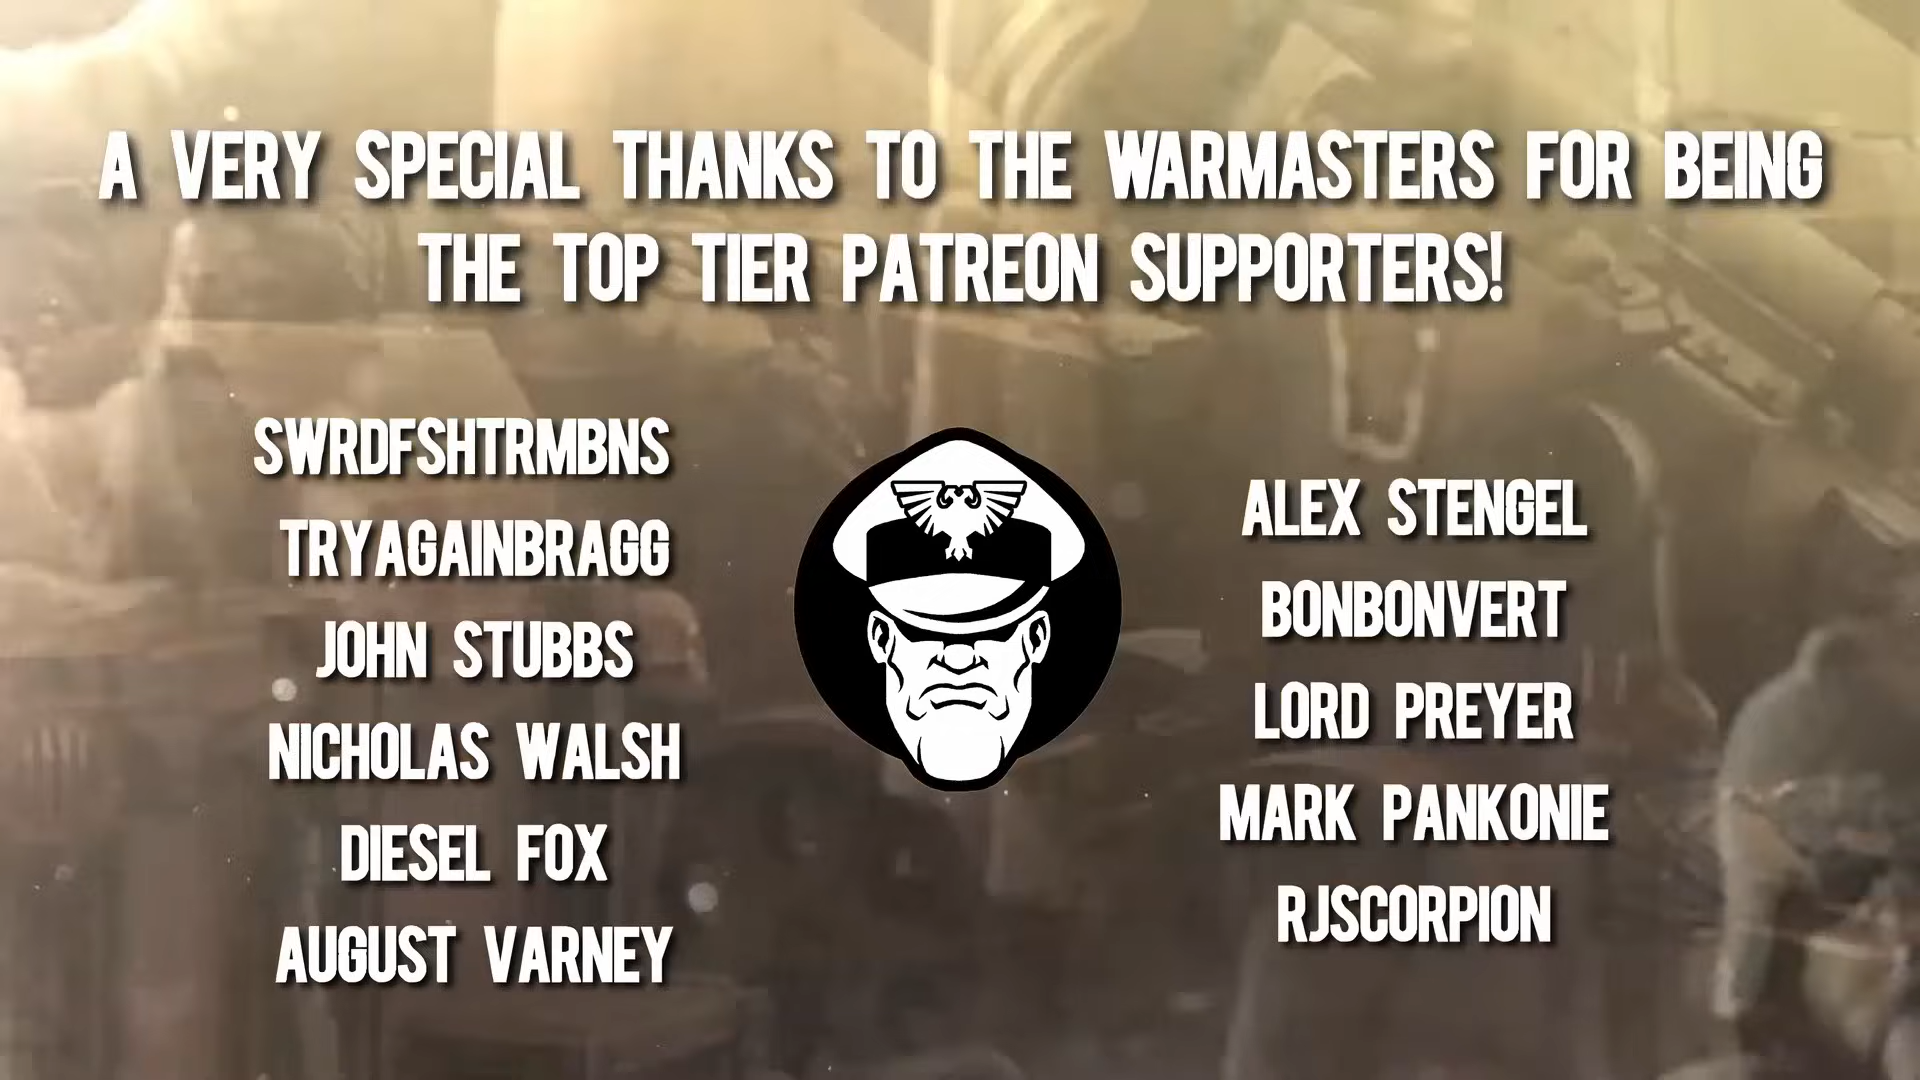 A VERY SPECIAL THANKS TO THE WARMASTERS FOR BEING
THE TOP TIER PATREON SUPPORTERS!
SWRDFSHTRMBNS
TRYAGAINBRAGG
JOHN STUBBS
NICHOLAS WALSH
DIESEL FOX
AUGUST VARNEY
ALEX STENGEL
BONBONVERT
LORD PREYER
MARK PANKONIE
RJSCORPION